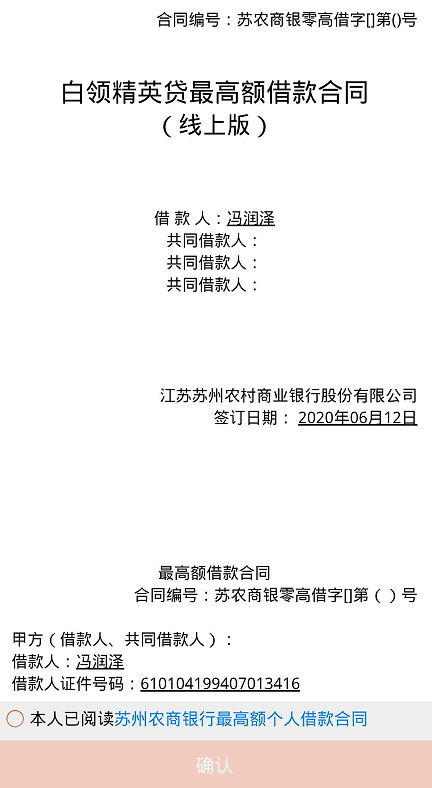 合同编号：苏农商银零高借字[]第()号
白领精英贷最高额借款合同
（线上版）
借 款 人：冯润泽
共同借款人：
共同借款人：
共同借款人：
江苏苏州农村商业银行股份有限公司
签订日期： 2020年06月12日
最高额借款合同
合同编号：苏农商银零高借字[]第（ ）号
甲方（借款人、共同借款人）：
借款人：冯润泽
借款人证件号码：610104199407013416
本人已阅读苏州农商银行最高额个人借款合同
确认